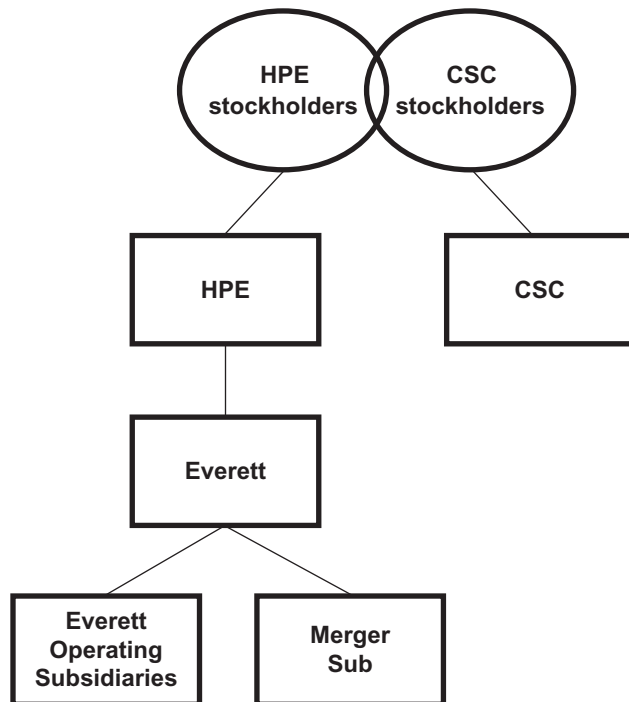 HPE
stockholders
CSC
stockholders
HPE
CSC
Everett
Everett
Operating
Subsidiaries
Merger
Sub